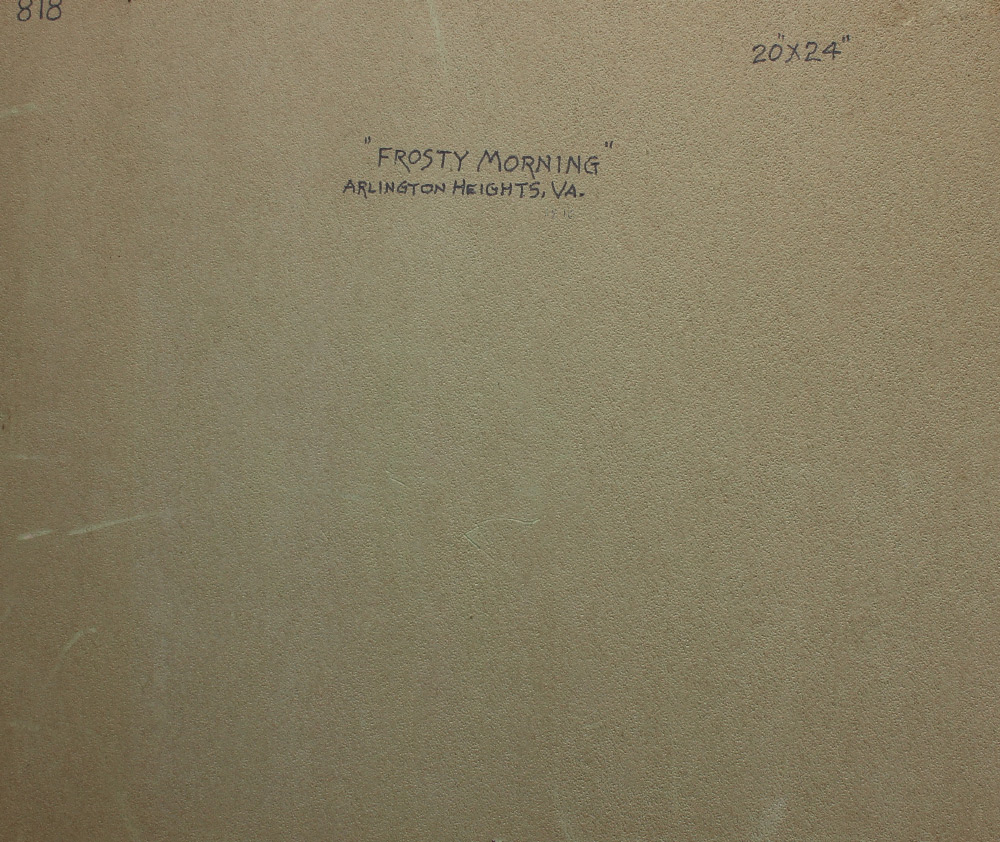 818
20"X24"
"FROSTY MORNING"
ARLINGTON HEIGHTS, VA.